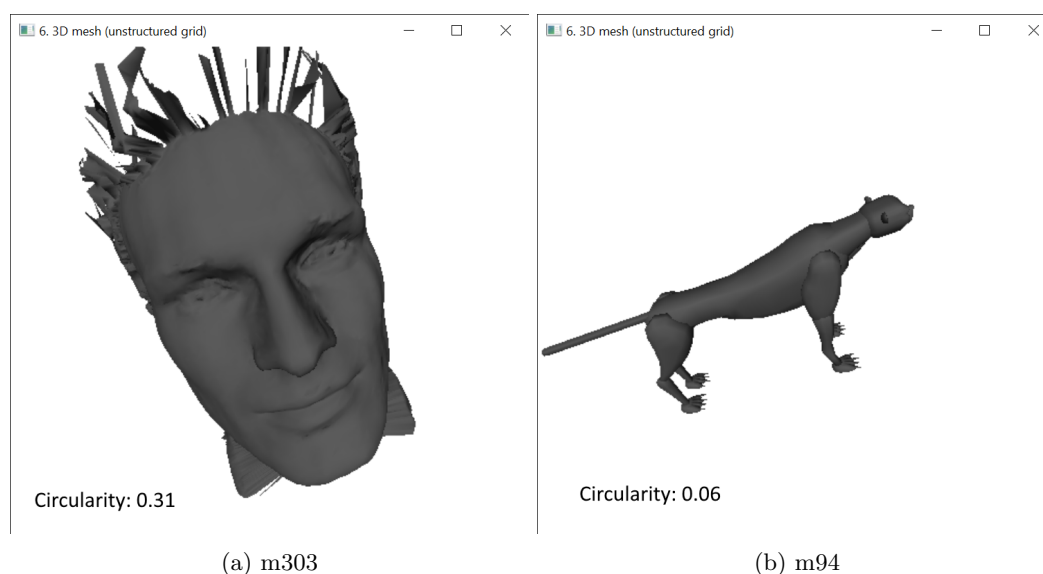 6. 3D mesh (unstructured grid)
6. 3D mesh (unstructured grid)
Circularity: 0.31
Circularity: 0.06
(a) m303
(b) m94